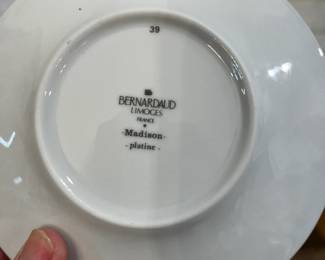 39
BERNARDAUD
LIMOGES
FRANCE
-Madison-
- platine -